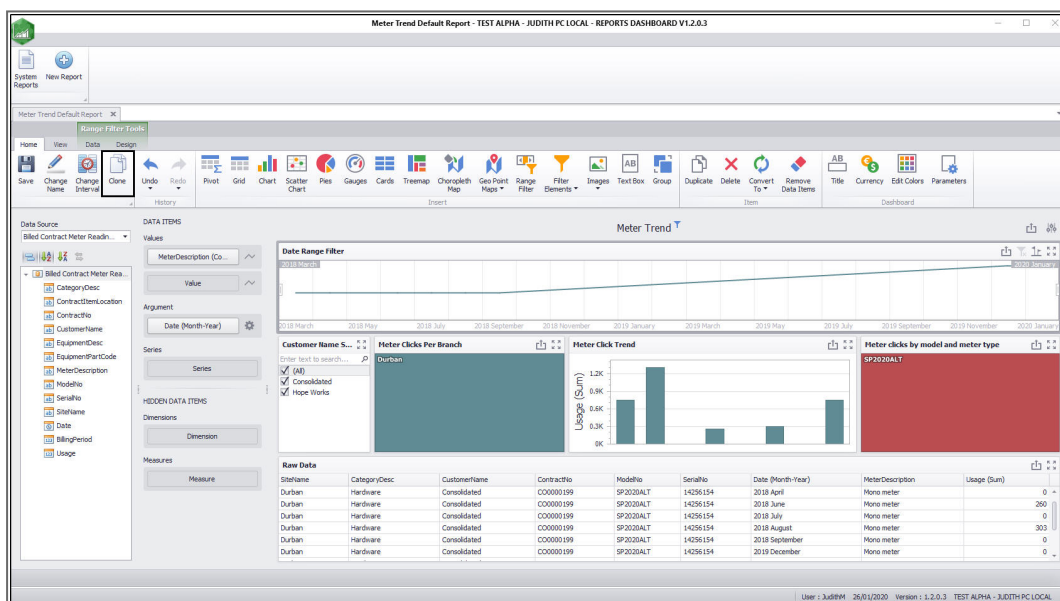 Meter Trend Default Report - TEST ALPHA - JUDITH PC LOCAL - REPORTS DASHBOARD V1.2.0.3
System Reports
New Report
Meter Trend Default Report
Range Filter Tools
Home View Data Design
Save
Change Name
Change Interval
Clone
Undo
Redo
Pivot
Grid
Chart
Scatter Chart
Pies
Gauges
Cards
Treemap
Choropleth Map
Geo Point Maps
Range Filter
Filter Elements
Images
Text Box
Group
Duplicate
Delete
Convert To
Remove Data Items
Title
Currency
Edit Colors
Parameters
History
Insert
Item
Dashboard
Data Source
Billed Contract Meter Readin...
Billed Contract Meter Rea...
CategoryDesc
ContractItemLocation
ContractNo
CustomerName
EquipmentDesc
EquipmentPartCode
MeterDescription
ModelNo
SerialNo
SiteName
Date
BillingPeriod
Usage
DATA ITEMS
Values
MeterDescription (Co...
Value
Argument
Date (Month-Year)
Series
Series
HIDDEN DATA ITEMS
Dimensions
Dimension
Measures
Measure
Meter Trend
Date Range Filter
2018 March
2020 January
2018 March 2018 May 2018 July 2018 September 2018 November 2019 January 2019 March 2019 May 2019 July 2019 September 2019 November 2020 January
Customer Name S...
Enter text to search...
(All)
Consolidated
Hope Works
Meter Clicks Per Branch
Durban
Meter Click Trend
Usage (Sum)
1.2K
0.9K
0.6K
0.3K
0K
Meter clicks by model and meter type
SP2020ALT
Raw Data
SiteName CategoryDesc CustomerName ContractNo ModelNo SerialNo Date (Month-Year) MeterDescription Usage (Sum)
Durban Hardware Consolidated CO0000199 SP2020ALT 14256154 2018 April Mono meter 0
Durban Hardware Consolidated CO0000199 SP2020ALT 14256154 2018 June Mono meter 260
Durban Hardware Consolidated CO0000199 SP2020ALT 14256154 2018 July Mono meter 0
Durban Hardware Consolidated CO0000199 SP2020ALT 14256154 2018 August Mono meter 303
Durban Hardware Consolidated CO0000199 SP2020ALT 14256154 2018 September Mono meter 0
Durban Hardware Consolidated CO0000199 SP2020ALT 14256154 2019 December Mono meter 0
User : JudithM 26/01/2020 Version : 1.2.0.3 TEST ALPHA - JUDITH PC LOCAL